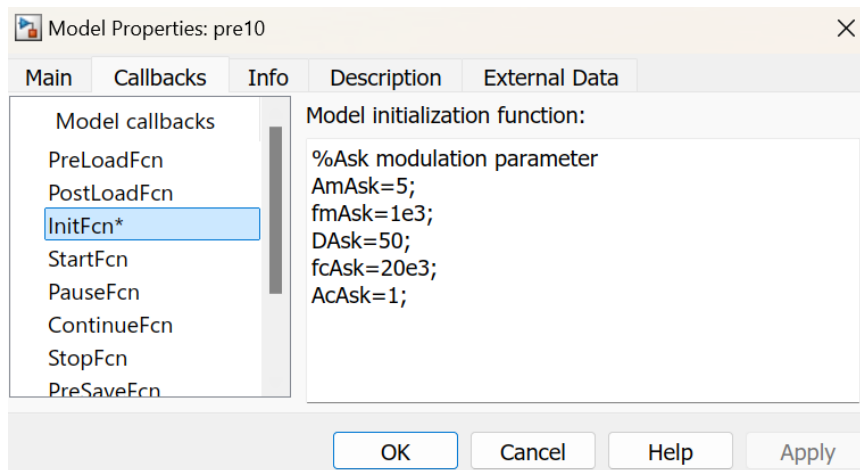 Model Properties: pre10
Main Callbacks Info Description External Data
Model callbacks
PreLoadFcn
PostLoadFcn
InitFcn*
StartFcn
PauseFcn
ContinueFcn
StopFcn
PreSaveFcn
Model initialization function:
%Ask modulation parameter
AmAsk=5;
fmAsk=1e3;
DAsk=50;
fcAsk=20e3;
AcAsk=1;
OK Cancel Help Apply